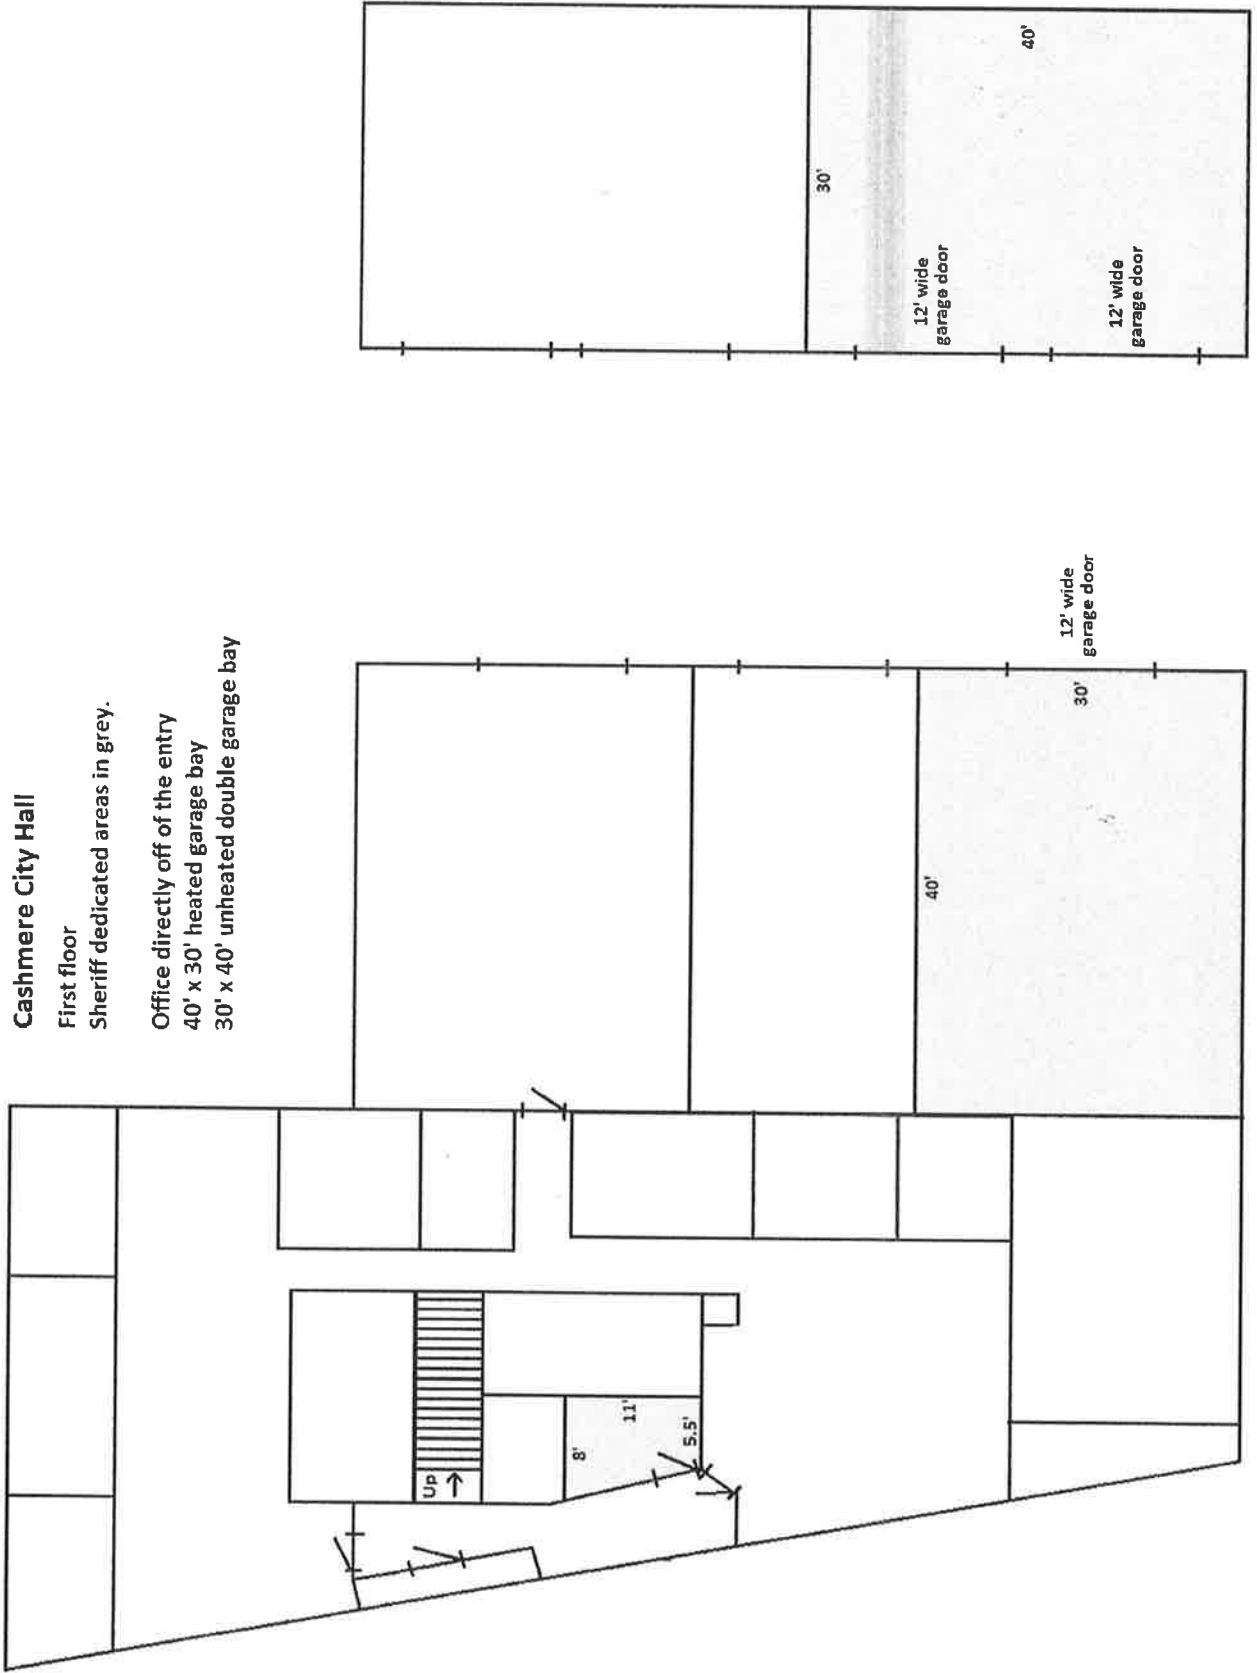 Cashmere City Hall
First floor
Sheriff dedicated areas in grey.
Office directly off of the entry
40' x 30' heated garage bay
30' x 40' unheated double garage bay
Up
8'
11'
5.5'
40'
30'
12' wide
garage door
30'
40'
12' wide
garage door
12' wide
garage door